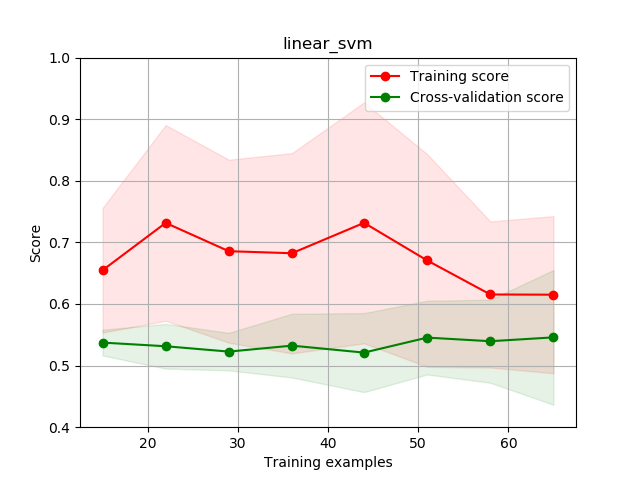 linear_svm
1.0
0.9
0.8
0.7
0.6
0.5
0.4
Score
Training score
Cross-validation score
20 30 40 50 60
Training examples